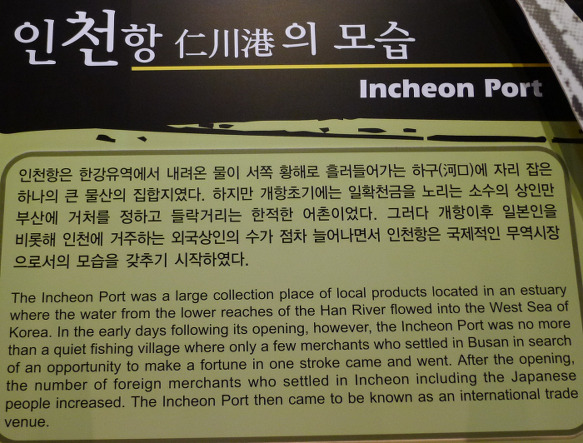 인천항 仁川港의 모습
Incheon Port
인천항은 한강유역에서 내려온 물이 서쪽 황해로 흘러들어가는 하구(河口)에 자리 잡은
하나의 큰 물산의 집합지였다. 하지만 개항초기에는 일확천금을 노리는 소수의 상인만
부산에 거처를 정하고 들락거리는 한적한 어촌이었다. 그러다 개항이후 일본인을
비롯해 인천에 거주하는 외국상인의 수가 점차 늘어나면서 인천항은 국제적인 무역시장
으로서의 모습을 갖추기 시작하였다.
The Incheon Port was a large collection place of local products located in an estuary
where the water from the lower reaches of the Han River flowed into the West Sea of
Korea. In the early days following its opening, however, the Incheon Port was no more
than a quiet fishing village where only a few merchants who settled in Busan in search
of an opportunity to make a fortune in one stroke came and went. After the opening,
the number of foreign merchants who settled in Incheon including the Japanese
people increased. The Incheon Port then came to be known as an international trade
venue.